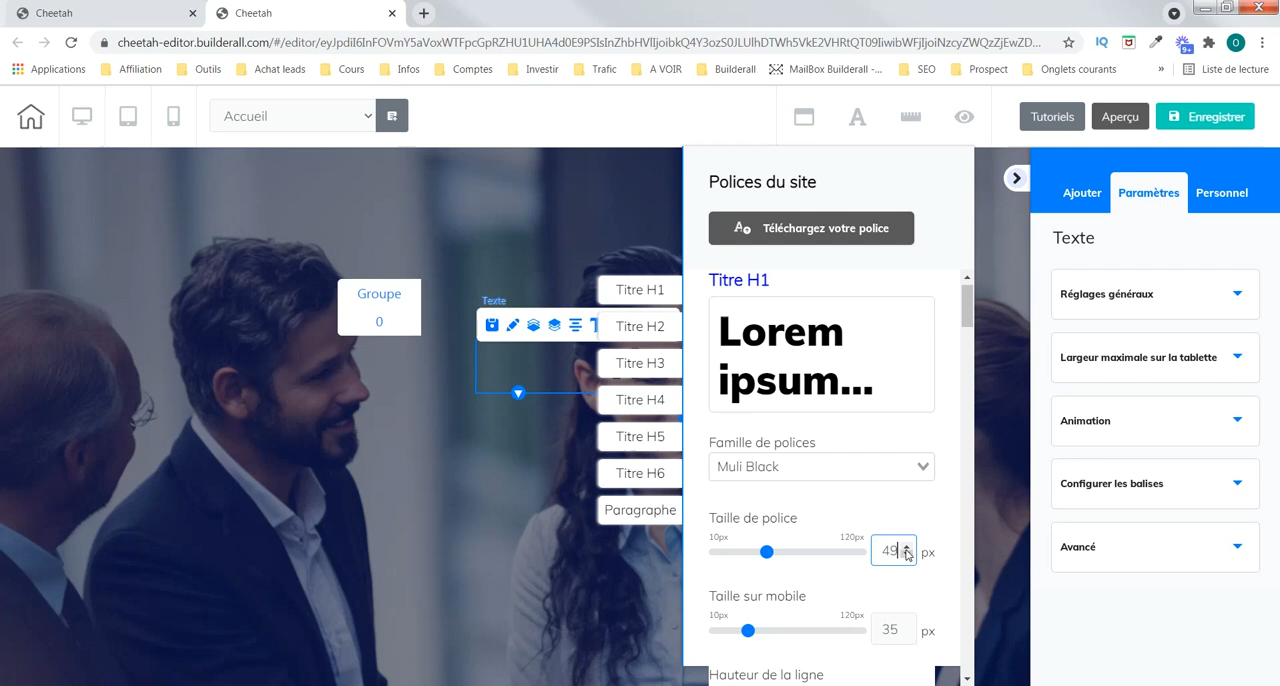 Cheetah
Cheetah
cheetah-editor.builderall.com/#/editor/eyJpdiI6InFOVmY5aVoxWTFpcGpRZHU1UHA4d0E9PSIsInZhbHVlIjoibkQ4Y3ozS0JLUlhDTWh5VkE2VHRtQT09IiwibWFjIjoiNzcyZWQzZjEwZD...
Applications
Affiliation
Outils
Achat leads
Cours
Infos
Comptes
Investir
Trafic
A VOIR
Builderall
MailBox Builderall -...
SEO
Prospect
Onglets courants
»
Liste de lecture
IQ
9+
O
Accueil
Tutoriels
Aperçu
Enregistrer
Polices du site
Téléchargez votre police
Titre H1
Lorem
ipsum...
Famille de polices
Muli Black
Taille de police
10px 120px
49 px
Taille sur mobile
10px 120px
35 px
Hauteur de la ligne
Groupe
0
Texte
Titre H1
Titre H2
Titre H3
Titre H4
Titre H5
Titre H6
Paragraphe
Ajouter
Paramètres
Personnel
Texte
Réglages généraux
Largeur maximale sur la tablette
Animation
Configurer les balises
Avancé